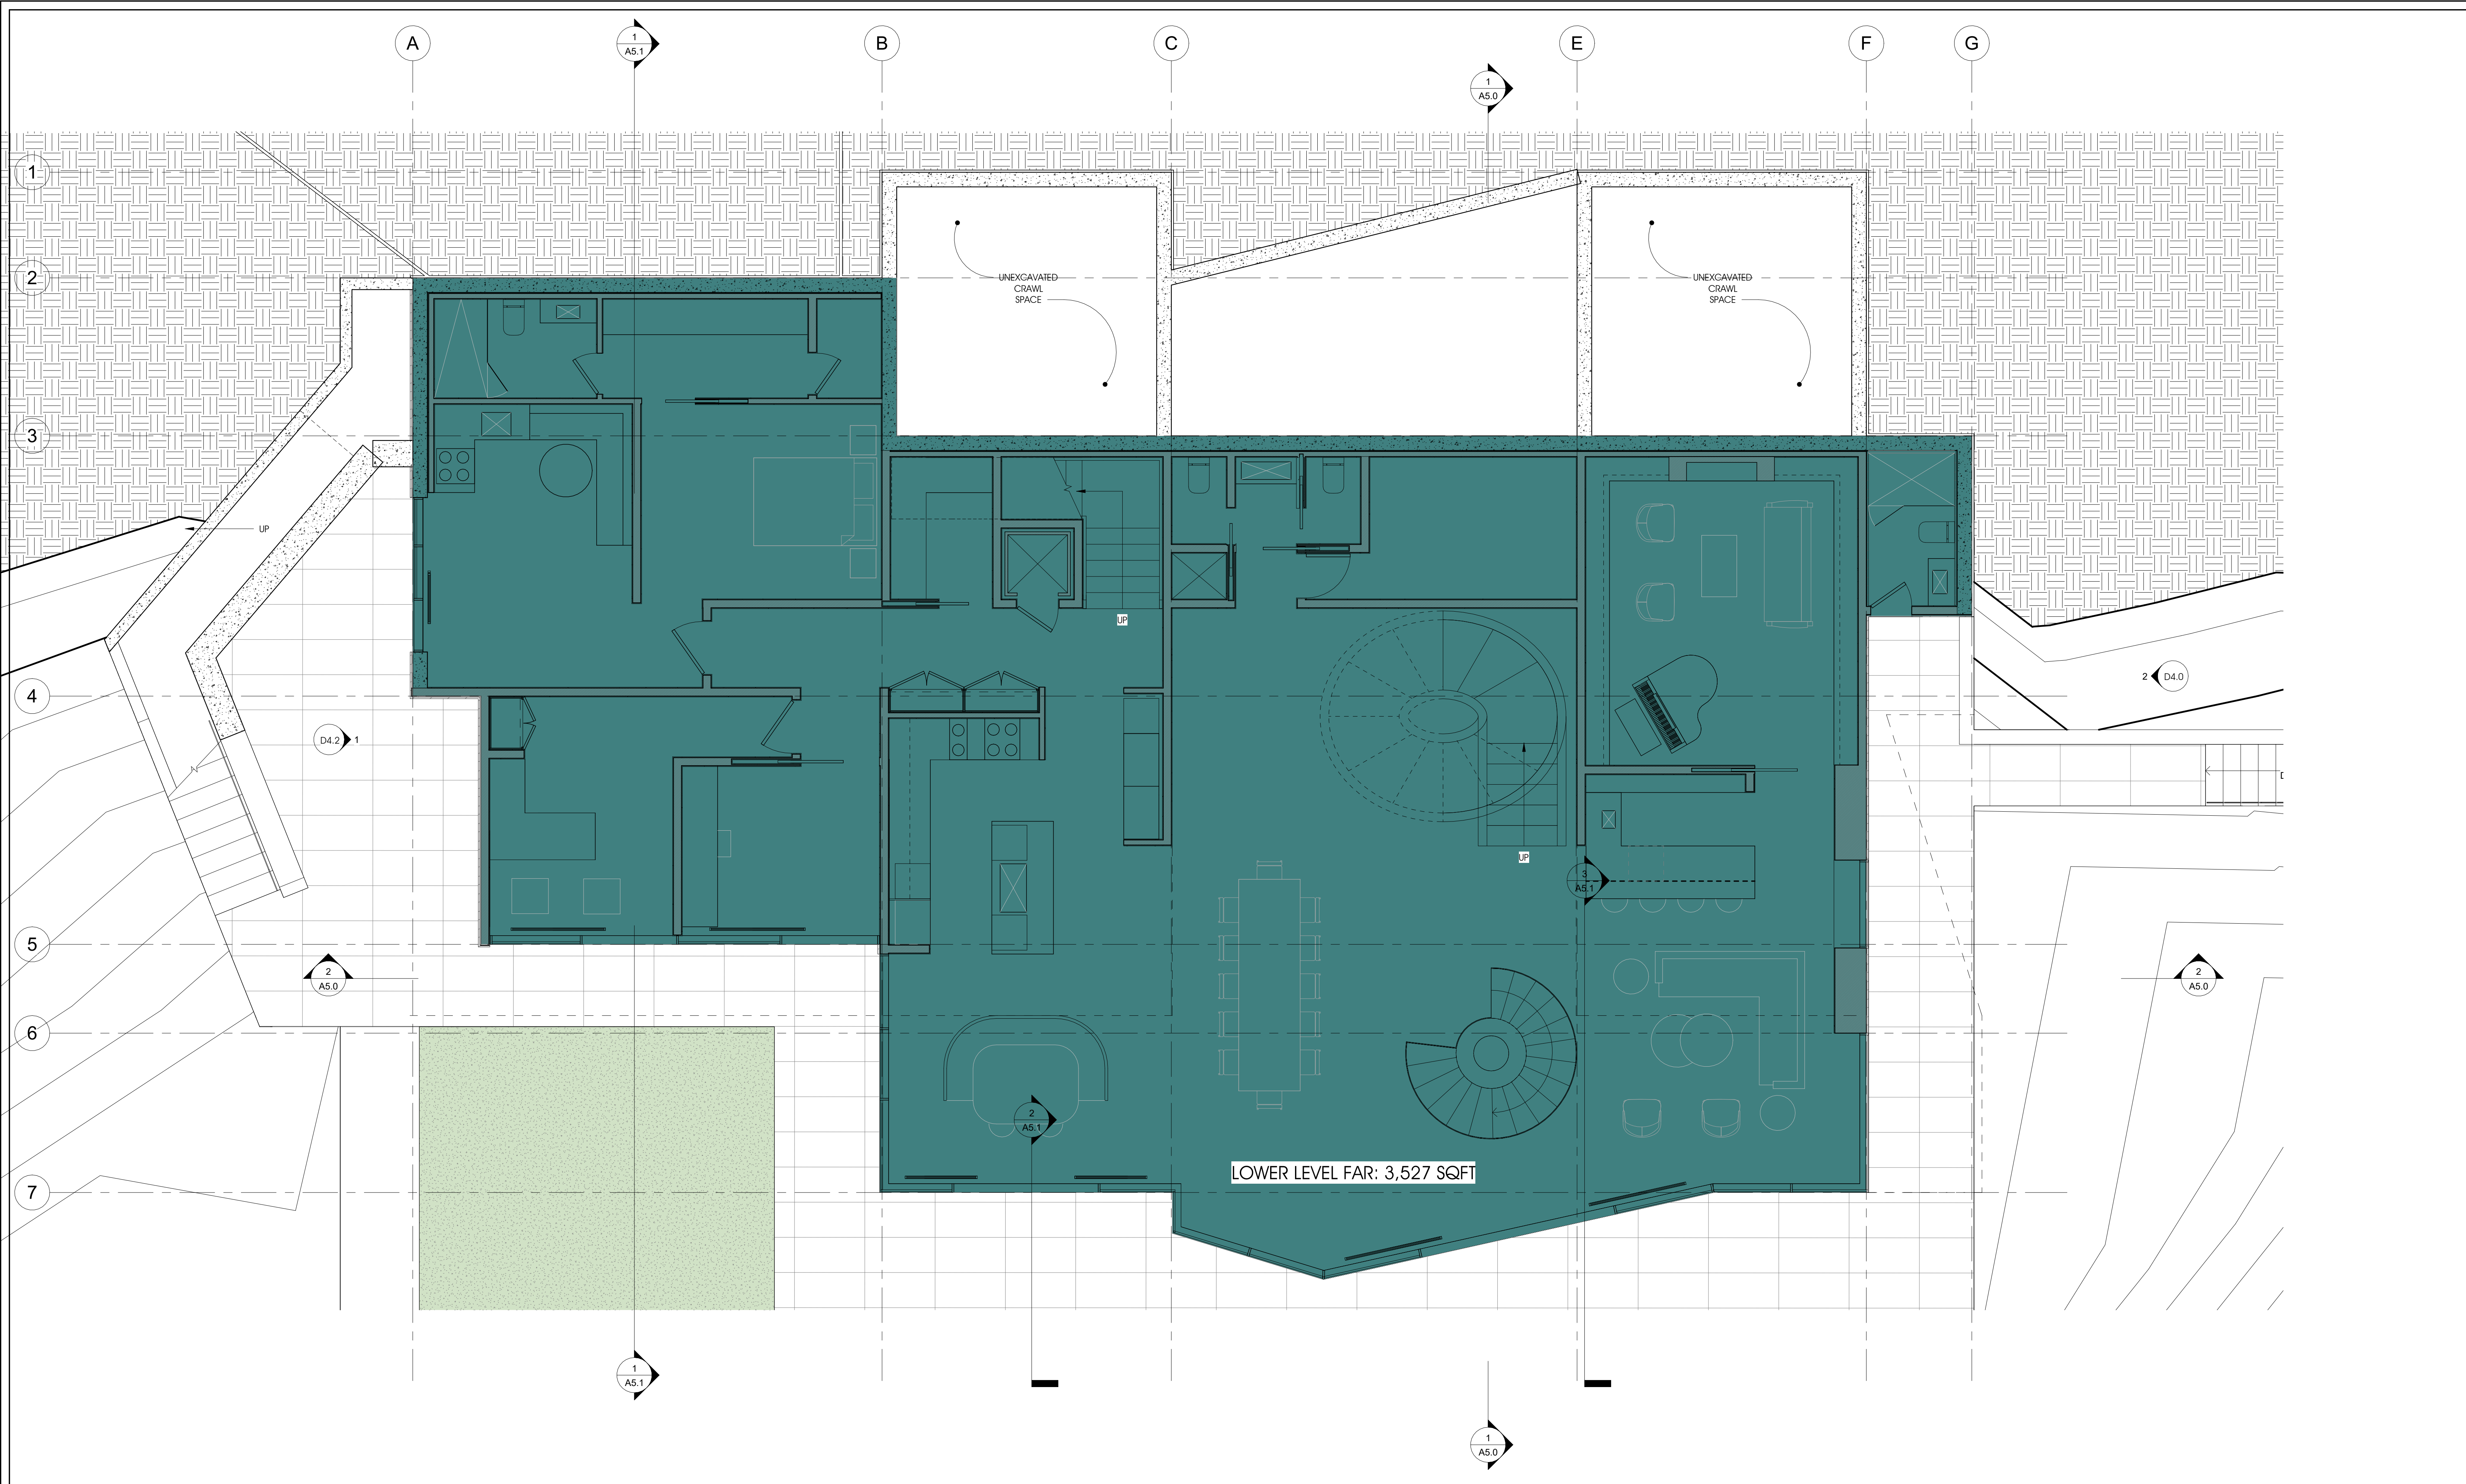 A
B
C
E
F
G
1
A5.1
1
A5.0
1
2
3
4
5
6
7
UNEXCAVATED
CRAWL
SPACE
UNEXCAVATED
CRAWL
SPACE
UP
UP
UP
D4.2 1
2 D4.0
D
3
A5.1
2
A5.0
2
A5.0
2
A5.1
LOWER LEVEL FAR: 3,527 SQFT
1
A5.1
1
A5.0